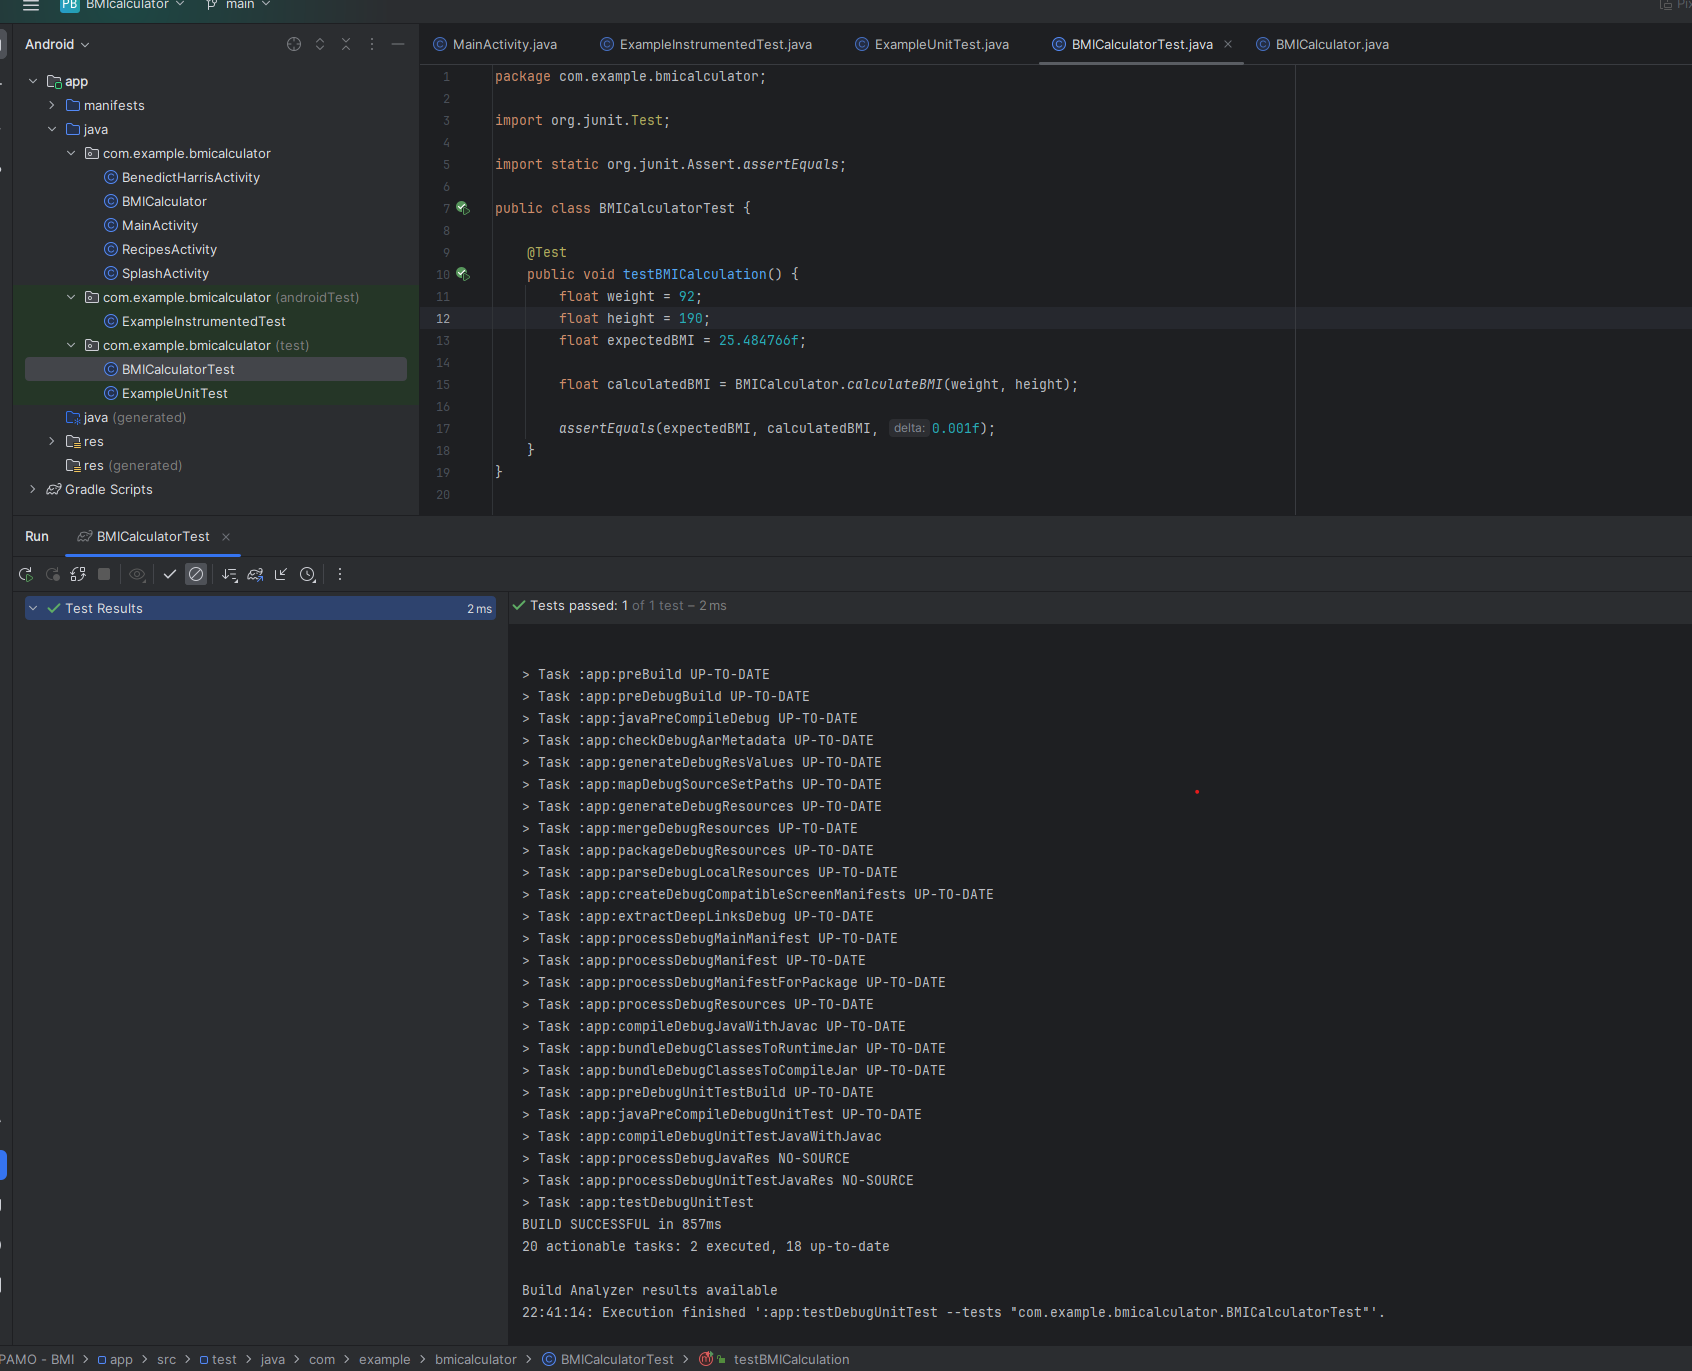 PB BMIcalculator main
Android
MainActivity.java ExampleInstrumentedTest.java ExampleUnitTest.java BMICalculatorTest.java BMICalculator.java
app
manifests
java
com.example.bmicalculator
BenedictHarrisActivity
BMICalculator
MainActivity
RecipesActivity
SplashActivity
com.example.bmicalculator (androidTest)
ExampleInstrumentedTest
com.example.bmicalculator (test)
BMICalculatorTest
ExampleUnitTest
java (generated)
res
res (generated)
Gradle Scripts
1 package com.example.bmicalculator;
2
3 import org.junit.Test;
4
5 import static org.junit.Assert.assertEquals;
6
7 public class BMICalculatorTest {
8
9 @Test
10 public void testBMICalculation() {
11 float weight = 92;
12 float height = 190;
13 float expectedBMI = 25.484766f;
14
15 float calculatedBMI = BMICalculator.calculateBMI(weight, height);
16
17 assertEquals(expectedBMI, calculatedBMI, delta: 0.001f);
18 }
19 }
20
Run BMICalculatorTest
Test Results 2 ms
Tests passed: 1 of 1 test – 2 ms
> Task :app:preBuild UP-TO-DATE
> Task :app:preDebugBuild UP-TO-DATE
> Task :app:javaPreCompileDebug UP-TO-DATE
> Task :app:checkDebugAarMetadata UP-TO-DATE
> Task :app:generateDebugResValues UP-TO-DATE
> Task :app:mapDebugSourceSetPaths UP-TO-DATE
> Task :app:generateDebugResources UP-TO-DATE
> Task :app:mergeDebugResources UP-TO-DATE
> Task :app:packageDebugResources UP-TO-DATE
> Task :app:parseDebugLocalResources UP-TO-DATE
> Task :app:createDebugCompatibleScreenManifests UP-TO-DATE
> Task :app:extractDeepLinksDebug UP-TO-DATE
> Task :app:processDebugMainManifest UP-TO-DATE
> Task :app:processDebugManifest UP-TO-DATE
> Task :app:processDebugManifestForPackage UP-TO-DATE
> Task :app:processDebugResources UP-TO-DATE
> Task :app:compileDebugJavaWithJavac UP-TO-DATE
> Task :app:bundleDebugClassesToRuntimeJar UP-TO-DATE
> Task :app:bundleDebugClassesToCompileJar UP-TO-DATE
> Task :app:preDebugUnitTestBuild UP-TO-DATE
> Task :app:javaPreCompileDebugUnitTest UP-TO-DATE
> Task :app:compileDebugUnitTestJavaWithJavac
> Task :app:processDebugJavaRes NO-SOURCE
> Task :app:processDebugUnitTestJavaRes NO-SOURCE
> Task :app:testDebugUnitTest
BUILD SUCCESSFUL in 857ms
20 actionable tasks: 2 executed, 18 up-to-date
Build Analyzer results available
22:41:14: Execution finished ':app:testDebugUnitTest --tests "com.example.bmicalculator.BMICalculatorTest"'.
PAMO - BMI > app > src > test > java > com > example > bmicalculator > BMICalculatorTest > testBMICalculation